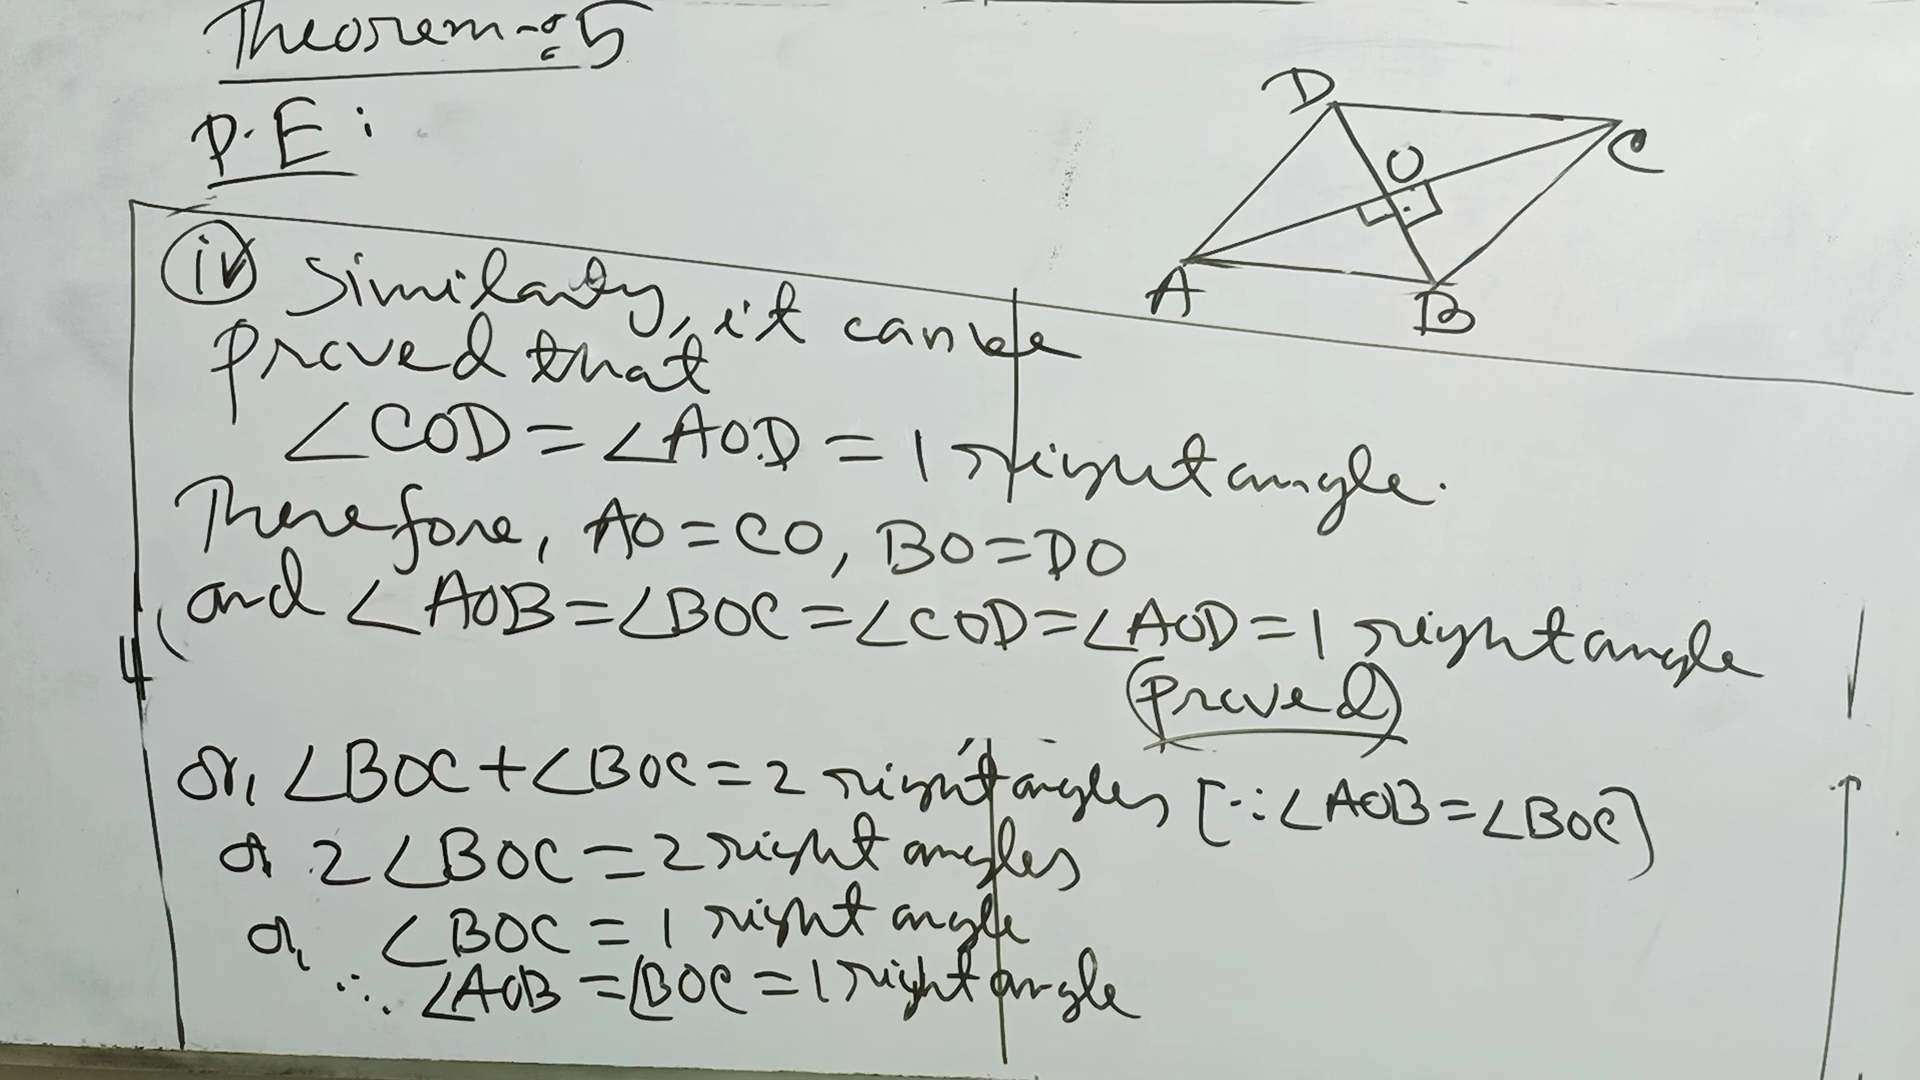 Theorem-:5
P.E:
D
C
O
A
B
iv Similarly, it can be
proved that
∠COD=∠AOD=1 right angle.
Therefore, AO=CO, BO=DO
and ∠AOB=∠BOC=∠COD=∠AOD=1 right angle
(proved)
or, ∠BOC+∠BOC=2 right angles [∵∠AOB=∠BOC]
or 2∠BOC=2 right angles
or, ∠BOC=1 right angle
∴ ∠AOB=∠BOC=1 right angle